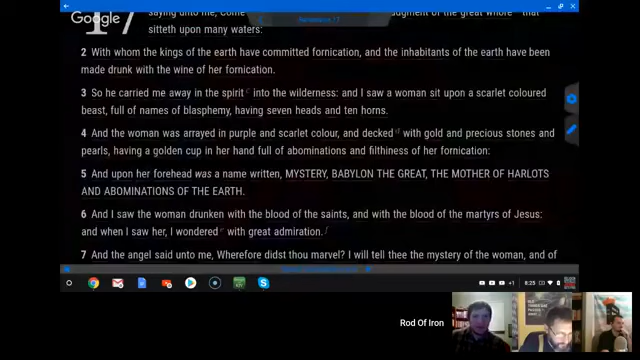 saying unto me, Come
judgment of the great whore that
17
Google
sitteth upon many waters:
2 With whom the kings of the earth have committed fornication, and the inhabitants of the earth have been
made drunk with the wine of her fornication.
3 So he carried me away in the spirit into the wilderness: and I saw a woman sit upon a scarlet coloured
beast, full of names of blasphemy, having seven heads and ten horns.
4 And the woman was arrayed in purple and scarlet colour, and decked with gold and precious stones and
pearls, having a golden cup in her hand full of abominations and filthiness of her fornication:
5 And upon her forehead was a name written, MYSTERY, BABYLON THE GREAT, THE MOTHER OF HARLOTS
AND ABOMINATIONS OF THE EARTH.
6 And I saw the woman drunken with the blood of the saints, and with the blood of the martyrs of Jesus:
and when I saw her, I wondered with great admiration.
7 And the angel said unto me, Wherefore didst thou marvel? I will tell thee the mystery of the woman, and of
+1 8:25
Rod Of Iron